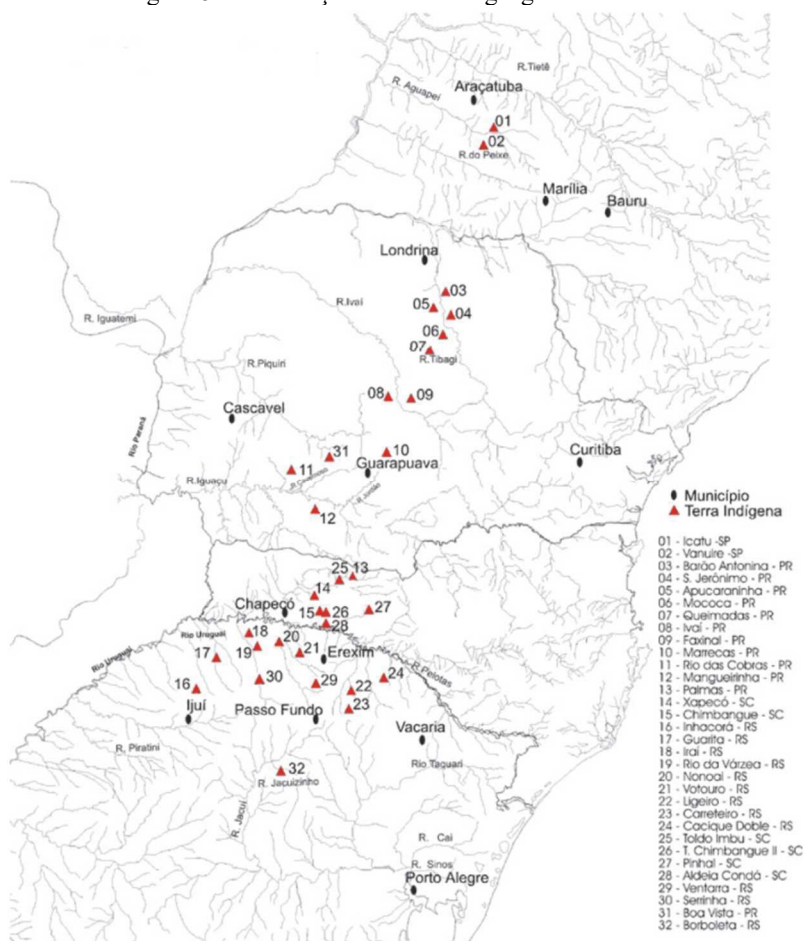 R.Tietê
Araçatuba
R. Aguapeí
01
02
R.do Peixe
Marília
Bauru
Londrina
03
R.Ivaí
05
04
R. Iguatemi
06
07
R.Tibagi
R.Piquiri
08
09
Cascavel
Rio Paraná
31
10
Curitiba
11
Guarapuava
R.Iguaçu
R. Jordão
12
Município
Terra Indígena
25
13
14
Chapecó
15
26
27
28
Rio Uruguai
18
20
Rio Uruguai
19
21
Erexim
17
R.Pelotas
24
30
29
16
22
Ijuí
Passo Fundo
23
Vacaria
R. Piratini
Rio Taquari
32
R. Jacuizinho
R. Jacuí
R. Caí
R. Sinos
Porto Alegre
01 - Icatu -SP
02 - Vanuíre -SP
03 - Barão Antonina - PR
04 - S. Jerônimo - PR
05 - Apucaraninha - PR
06 - Mococa - PR
07 - Queimadas - PR
08 - Ivaí - PR
09 - Faxinal - PR
10 - Marrecas - PR
11 - Rio das Cobras - PR
12 - Mangueirinha - PR
13 - Palmas - PR
14 - Xapecó - SC
15 - Chimbangue - SC
16 - Inhacorá - RS
17 - Guarita - RS
18 - Iraí - RS
19 - Rio da Várzea - RS
20 - Nonoai - RS
21 - Votouro - RS
22 - Ligeiro - RS
23 - Carreteiro - RS
24 - Cacique Doble - RS
25 - Toldo Imbu - SC
26 - T. Chimbangue II - SC
27 - Pinhal - SC
28 - Aldeia Condá - SC
29 - Ventarra - RS
30 - Serrinha - RS
31 - Boa Vista - PR
32 - Borboleta - RS